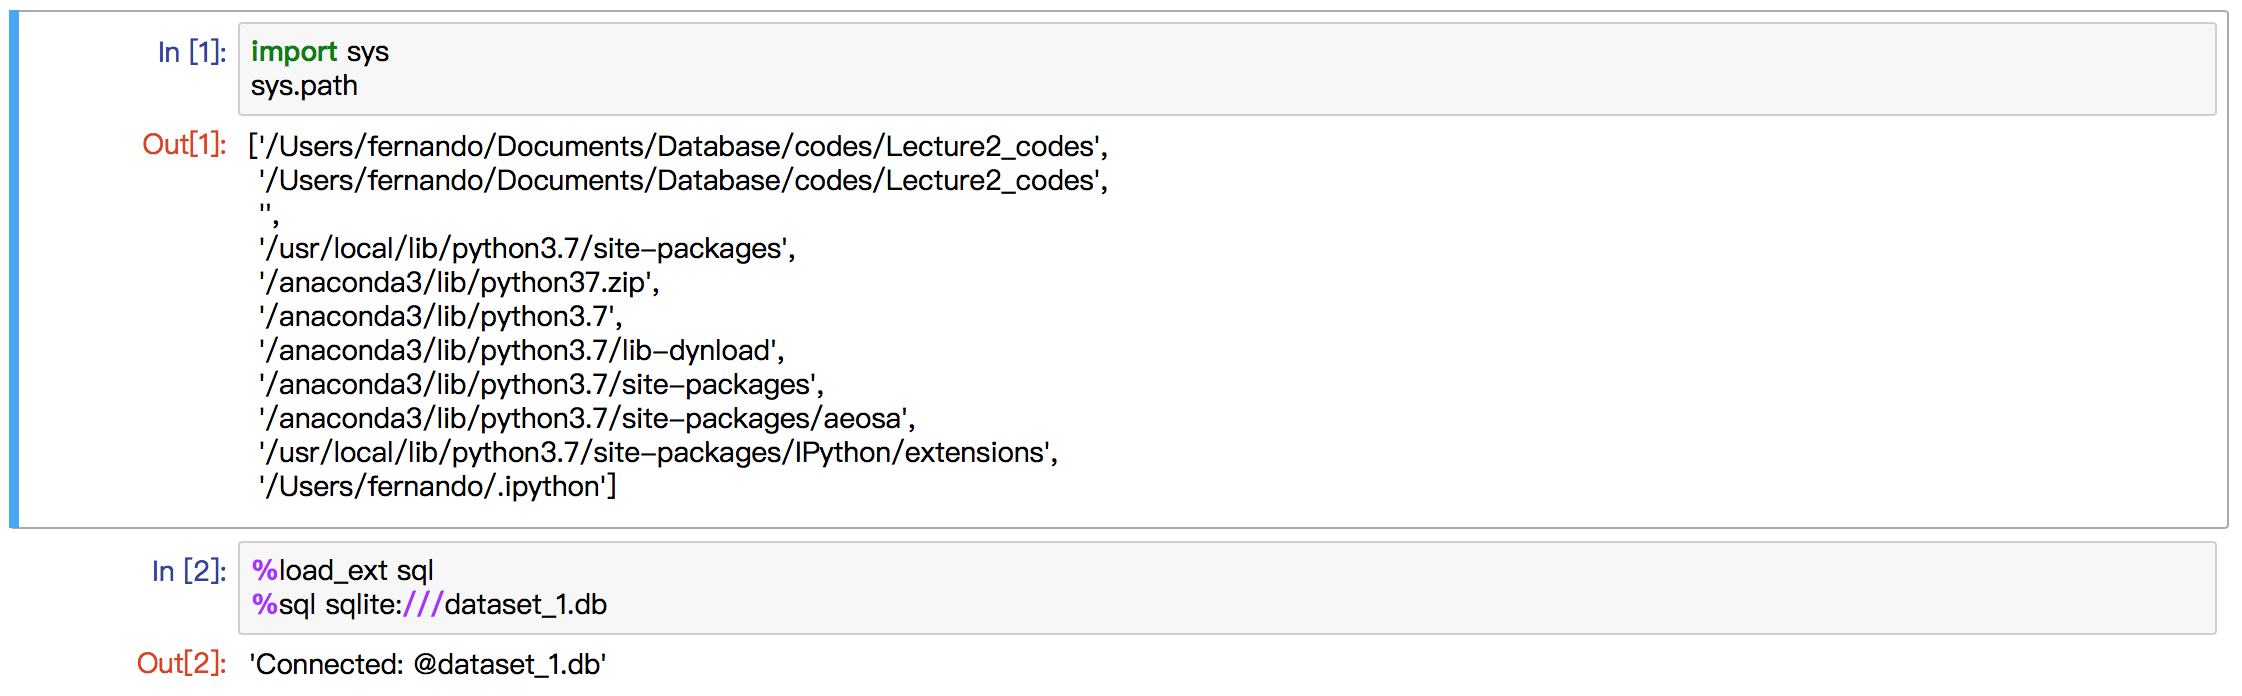 In [1]: import sys
sys.path
Out[1]: ['/Users/fernando/Documents/Database/codes/Lecture2_codes',
'/Users/fernando/Documents/Database/codes/Lecture2_codes',
'',
'/usr/local/lib/python3.7/site-packages',
'/anaconda3/lib/python37.zip',
'/anaconda3/lib/python3.7',
'/anaconda3/lib/python3.7/lib-dynload',
'/anaconda3/lib/python3.7/site-packages',
'/anaconda3/lib/python3.7/site-packages/aeosa',
'/usr/local/lib/python3.7/site-packages/IPython/extensions',
'/Users/fernando/.ipython']
In [2]: %load_ext sql
%sql sqlite:///dataset_1.db
Out[2]: 'Connected: @dataset_1.db'